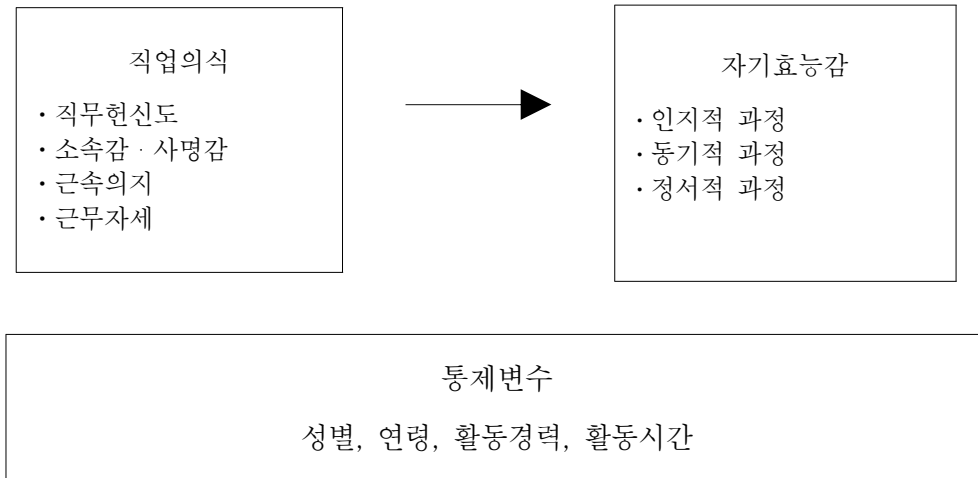 직업의식
・직무헌신도
・소속감 · 사명감
・근속의지
・근무자세
자기효능감
・인지적 과정
・동기적 과정
・정서적 과정
통제변수
성별, 연령, 활동경력, 활동시간